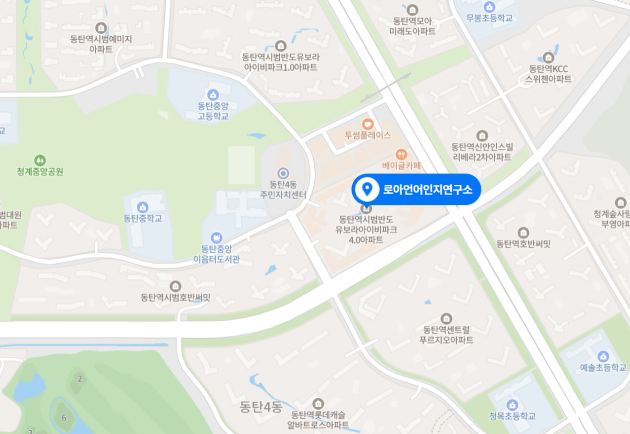 동탄역모아
미래도아파트
무봉초등학교
동탄역시범예미지
아파트
동탄역시범반도유보라
아이비파크1.0아파트
동탄역KCC
스위첸아파트
동탄중앙
고등학교
투썸플레이스
동탄역신안인스빌
리베라2차아파트
베이글카페
청계중앙공원
동탄4동
주민자치센터
로아언어인지연구소
동탄중학교
동탄역시범반도
유보라아이비파크
4.0아파트
청계숲사랑
부영아파
범대원
파트
동탄중앙
이음터도서관
동탄역호반써밋
동탄역시범호반써밋
동탄역센트럴
푸르지오아파트
예솔초등학교
2
6
3
동탄4동
동탄역롯데캐슬
알바트로스아파트
청목초등학교